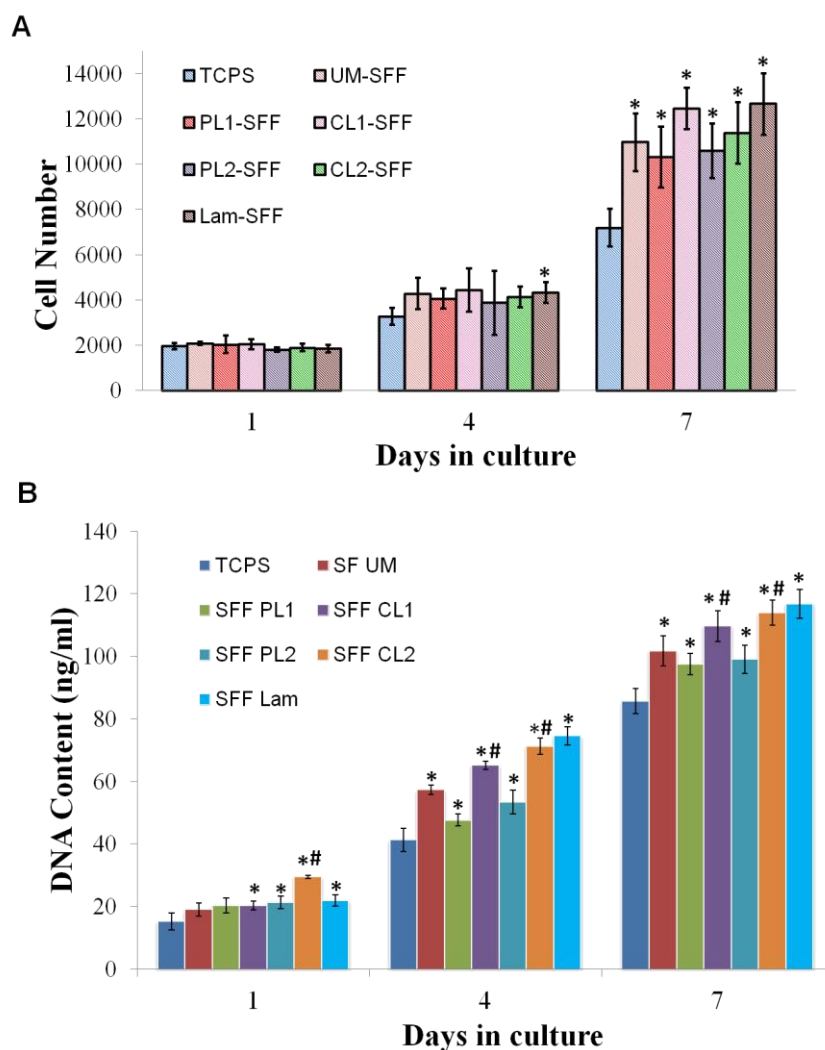 A
14000
12000
10000
8000
6000
4000
2000
0
Cell Number
TCPS UM-SFF
PL1-SFF CL1-SFF
PL2-SFF CL2-SFF
Lam-SFF
*
* * * * * *
1 4 7
Days in culture
B
140
120
100
80
60
40
20
0
DNA Content (ng/ml)
TCPS SF UM
SFF PL1 SFF CL1
SFF PL2 SFF CL2
SFF Lam
* * *# *
* * *# * *# *
* * *# * *# *
1 4 7
Days in culture